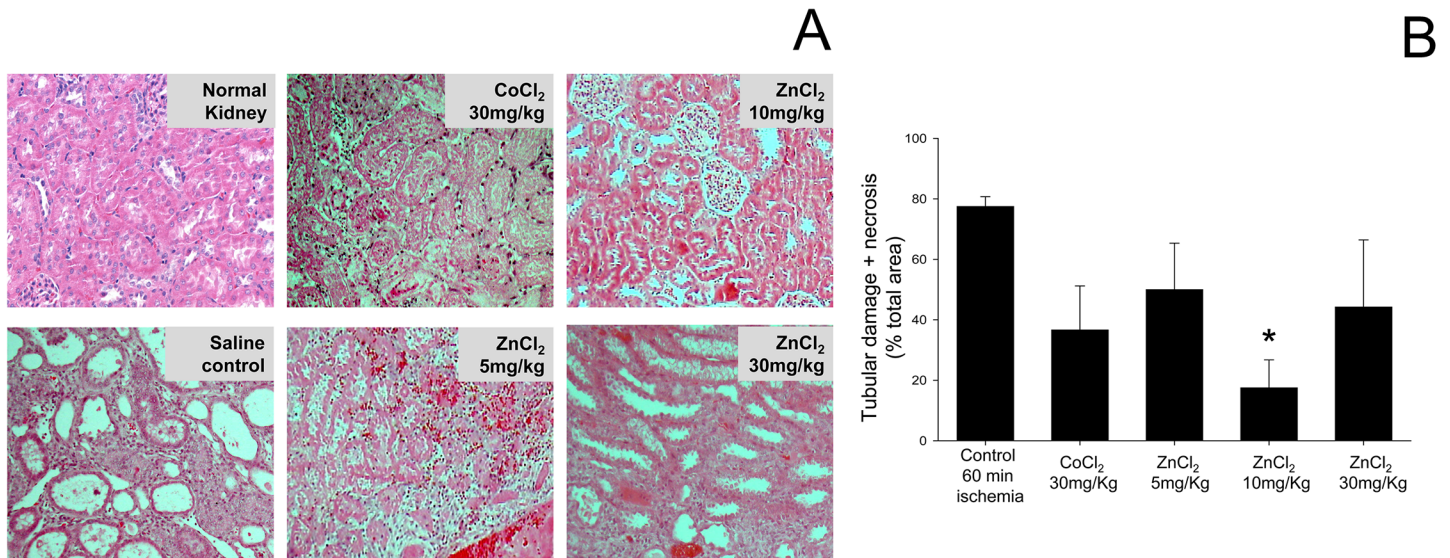 A
Normal
Kidney
CoCl₂
30mg/kg
ZnCl₂
10mg/kg
Saline
control
ZnCl₂
5mg/kg
ZnCl₂
30mg/kg
B
Tubular damage + necrosis
(% total area)
100
80
60
40
20
0
*
Control
60 min
ischemia
CoCl₂
30mg/Kg
ZnCl₂
5mg/Kg
ZnCl₂
10mg/Kg
ZnCl₂
30mg/Kg